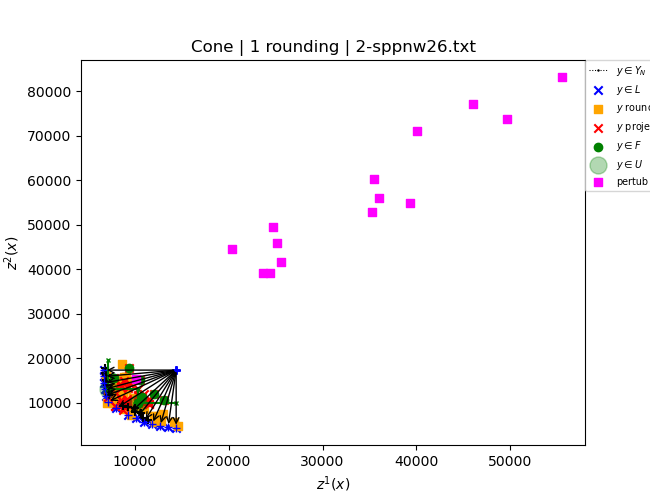 Cone | 1 rounding | 2-sppnw26.txt
80000
70000
60000
50000
40000
30000
20000
10000
z²(x)
10000 20000 30000 40000 50000
z¹(x)
y ∈ Y_N
y ∈ L
y roun
y proje
y ∈ F
y ∈ U
pertub